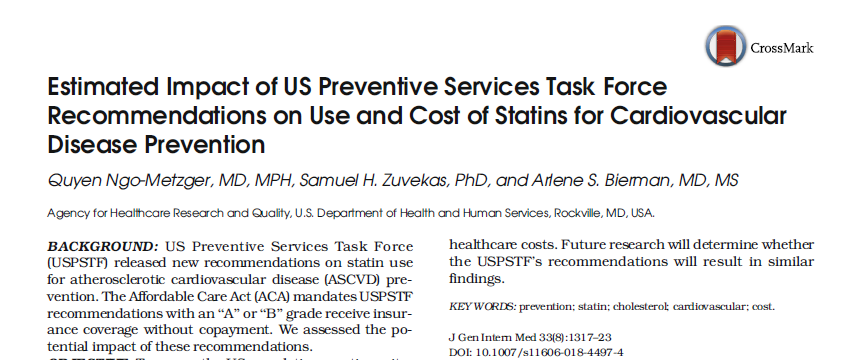 CrossMark
Estimated Impact of US Preventive Services Task Force
Recommendations on Use and Cost of Statins for Cardiovascular
Disease Prevention
Quyen Ngo-Metzger, MD, MPH, Samuel H. Zuvekas, PhD, and Arlene S. Bierman, MD, MS
Agency for Healthcare Research and Quality, U.S. Department of Health and Human Services, Rockville, MD, USA.
BACKGROUND: US Preventive Services Task Force
(USPSTF) released new recommendations on statin use
for atherosclerotic cardiovascular disease (ASCVD) pre-
vention. The Affordable Care Act (ACA) mandates USPSTF
recommendations with an “A” or “B” grade receive insur-
ance coverage without copayment. We assessed the po-
tential impact of these recommendations.
healthcare costs. Future research will determine whether
the USPSTF’s recommendations will result in similar
findings.
KEY WORDS: prevention; statin; cholesterol; cardiovascular; cost.
J Gen Intern Med 33(8):1317–23
DOI: 10.1007/s11606-018-4497-4